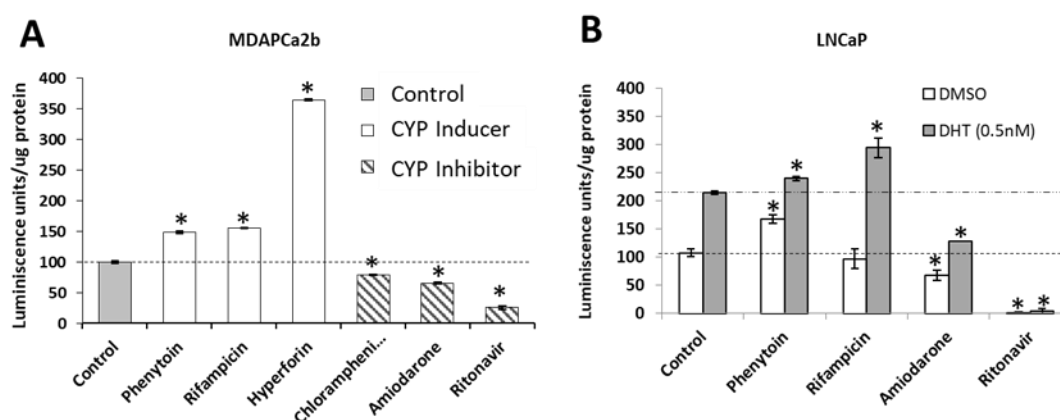 A
MDAPCa2b
Luminiscence units/ug protein
400
350
300
250
200
150
100
50
0
Control
CYP Inducer
CYP Inhibitor
*
*
*
*
*
*
Control
Phenytoin
Rifampicin
Hyperforin
Chlorampheni...
Amiodarone
Ritonavir
B
LNCaP
Luminiscence units/ug protein
400
350
300
250
200
150
100
50
0
DMSO
DHT (0.5nM)
*
*
*
*
*
*
*
Control
Phenytoin
Rifampicin
Amiodarone
Ritonavir